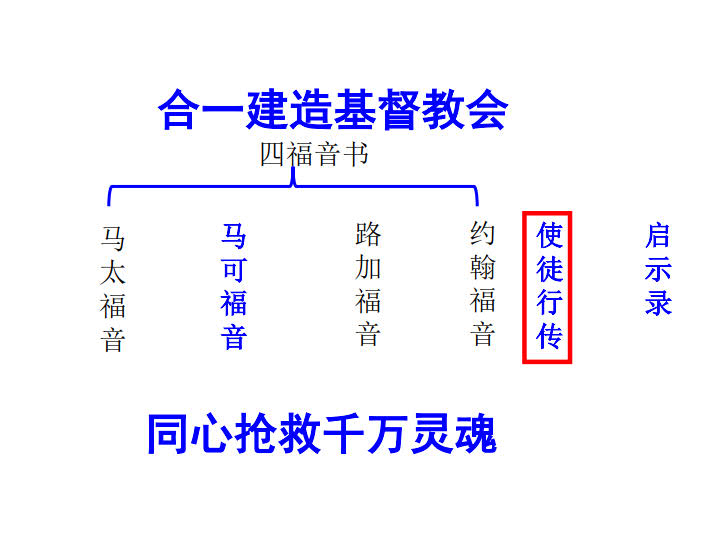 合一建造基督教会
四福音书
马太福音
马可福音
路加福音
约翰福音
使徒行传
启示录
同心抢救千万灵魂